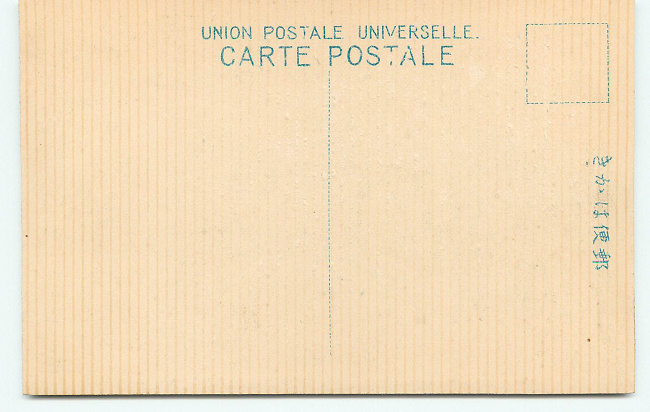 UNION POSTALE UNIVERSELLE.
CARTE POSTALE
きかは便郵